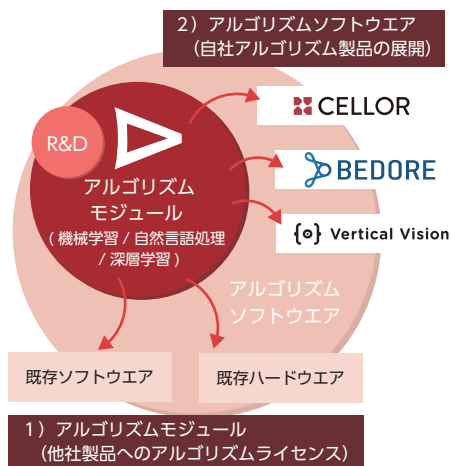 2）アルゴリズムソフトウエア
（自社アルゴリズム製品の展開）
CELLOR
R&D
BEDORE
アルゴリズム
モジュール
( 機械学習 / 自然言語処理
/ 深層学習 )
Vertical Vision
アルゴリズム
ソフトウエア
既存ソフトウエア
既存ハードウエア
1）アルゴリズムモジュール
（他社製品へのアルゴリズムライセンス）